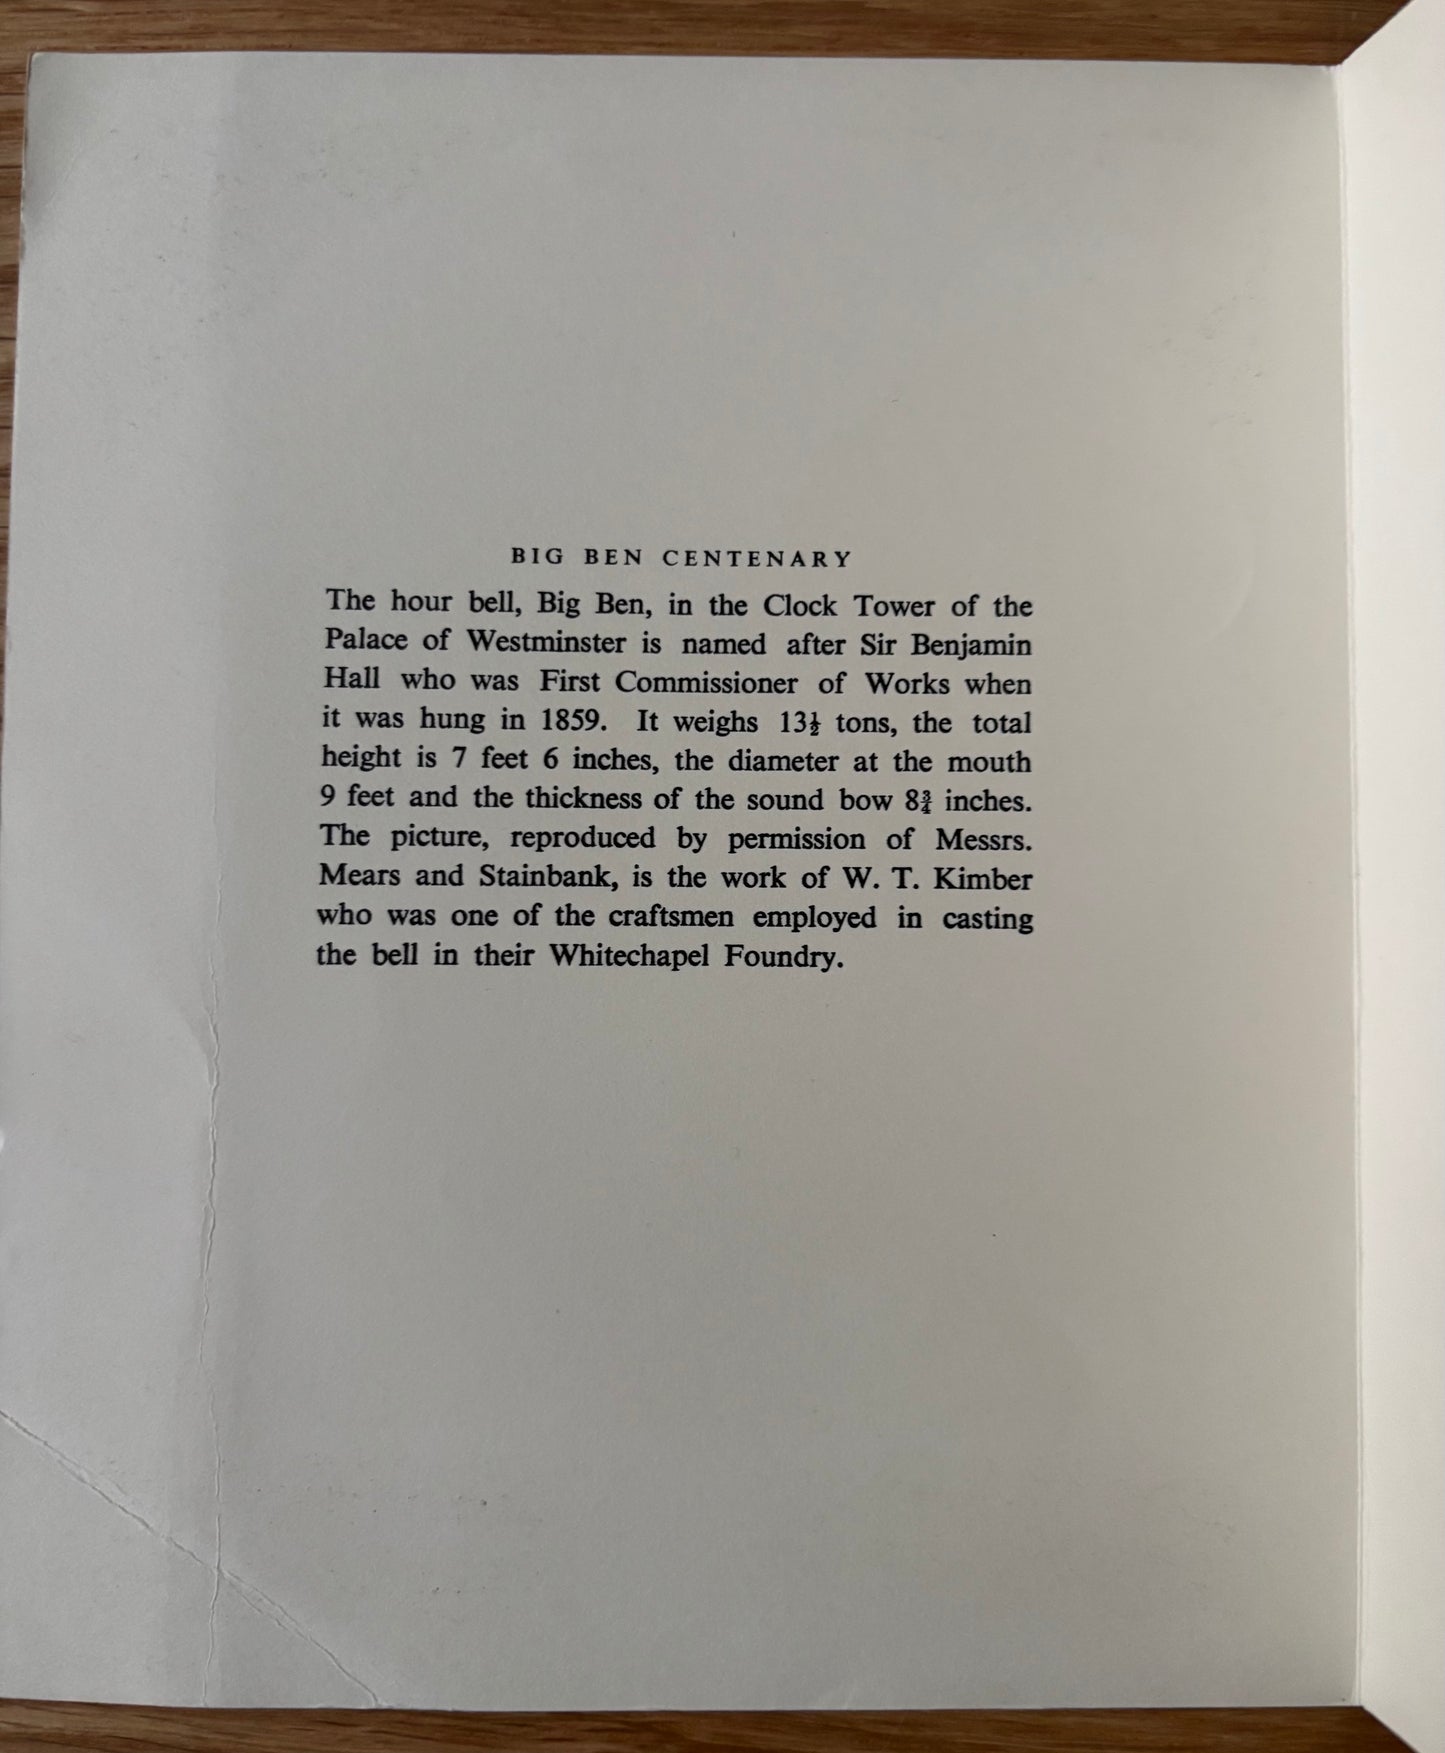 BIG BEN CENTENARY
The hour bell, Big Ben, in the Clock Tower of the
Palace of Westminster is named after Sir Benjamin
Hall who was First Commissioner of Works when
it was hung in 1859. It weighs 13½ tons, the total
height is 7 feet 6 inches, the diameter at the mouth
9 feet and the thickness of the sound bow 8¾ inches.
The picture, reproduced by permission of Messrs.
Mears and Stainbank, is the work of W. T. Kimber
who was one of the craftsmen employed in casting
the bell in their Whitechapel Foundry.